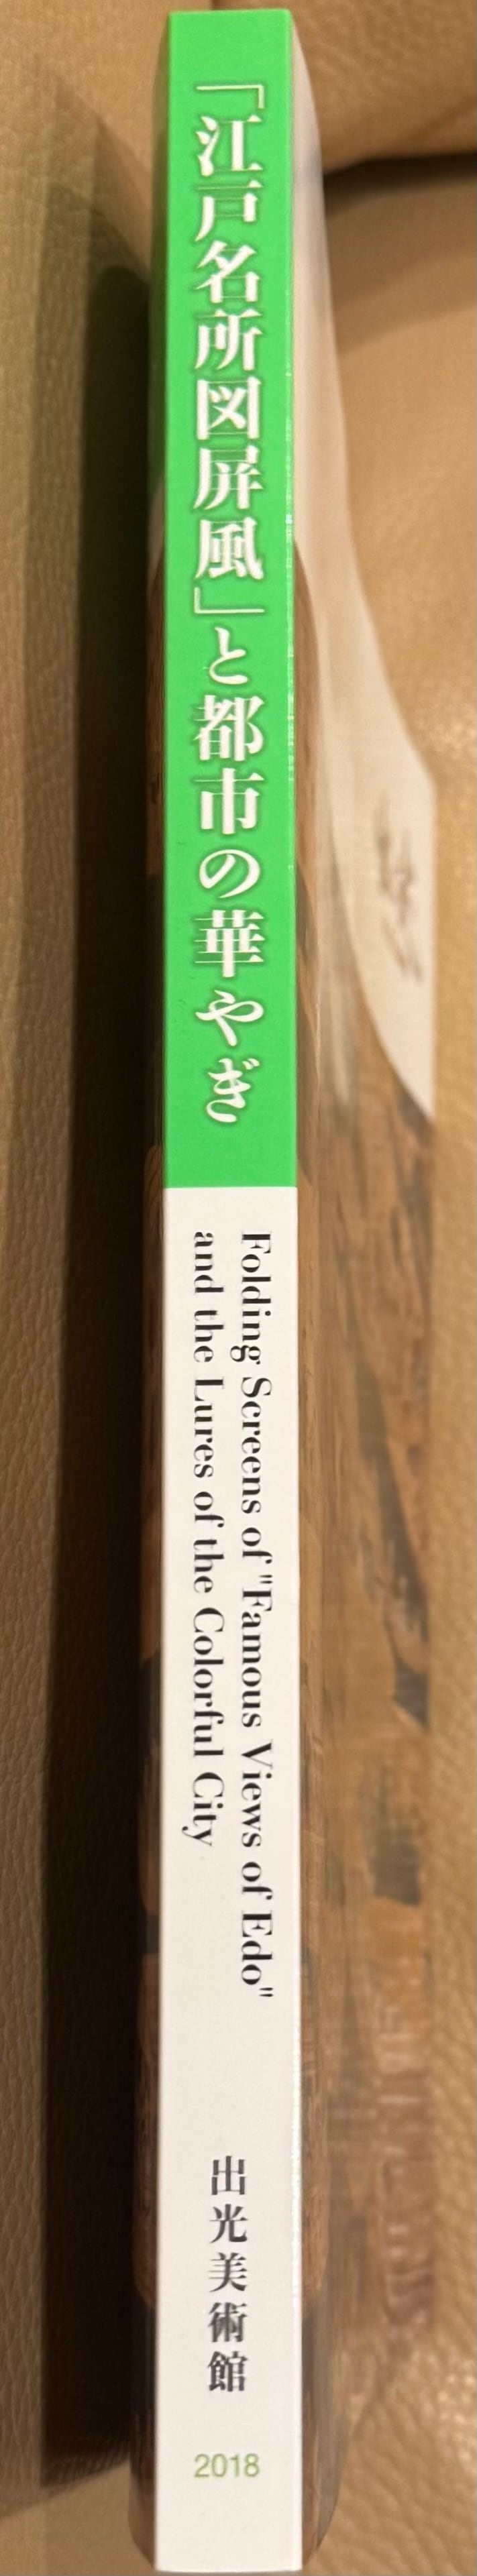 「江戸名所図屏風」と都市の華やぎ
Folding Screens of "Famous Views of Edo"
and the Lures of the Colorful City
出光美術館
2018